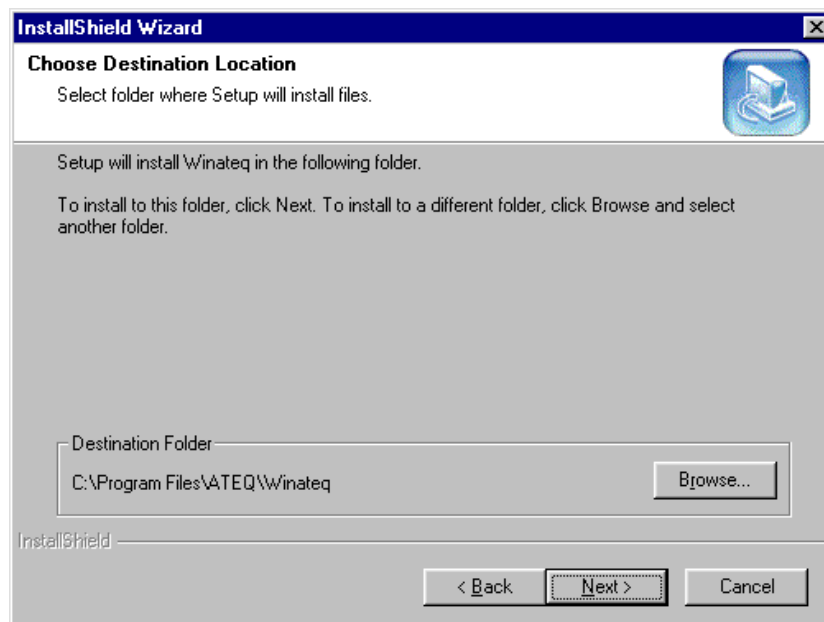 InstallShield Wizard
Choose Destination Location
Select folder where Setup will install files.
Setup will install Winateq in the following folder.
To install to this folder, click Next. To install to a different folder, click Browse and select
another folder.
Destination Folder
C:\Program Files\ATEQ\Winateq
Browse...
InstallShield
< Back
Next >
Cancel